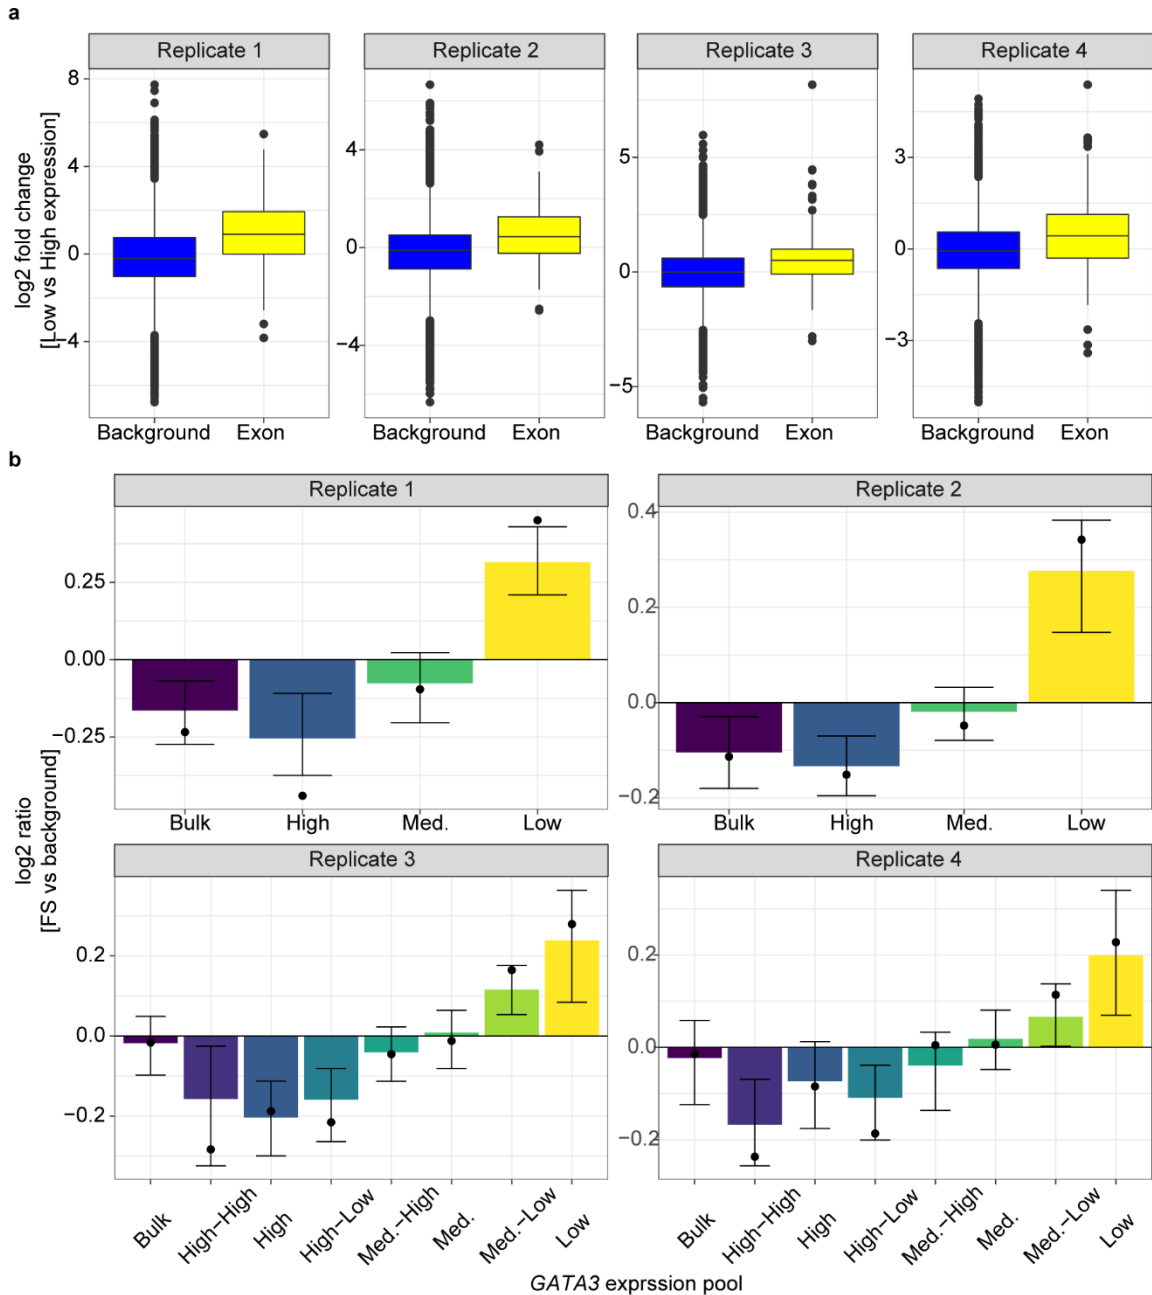 a
Replicate 1
Replicate 2
Replicate 3
Replicate 4
log2 fold change
[Low vs High expression]
8
4
0
−4
4
0
−4
5
0
−5
3
0
−3
Background Exon
Background Exon
Background Exon
Background Exon
b
Replicate 1
Replicate 2
log2 ratio
[FS vs background]
0.25
0.00
−0.25
0.4
0.2
0.0
−0.2
Bulk High Med. Low
Bulk High Med. Low
Replicate 3
Replicate 4
0.2
0.0
−0.2
0.2
0.0
−0.2
Bulk High−High High High−Low Med.−High Med. Med.−Low Low
Bulk High−High High High−Low Med.−High Med. Med.−Low Low
GATA3 exprssion pool